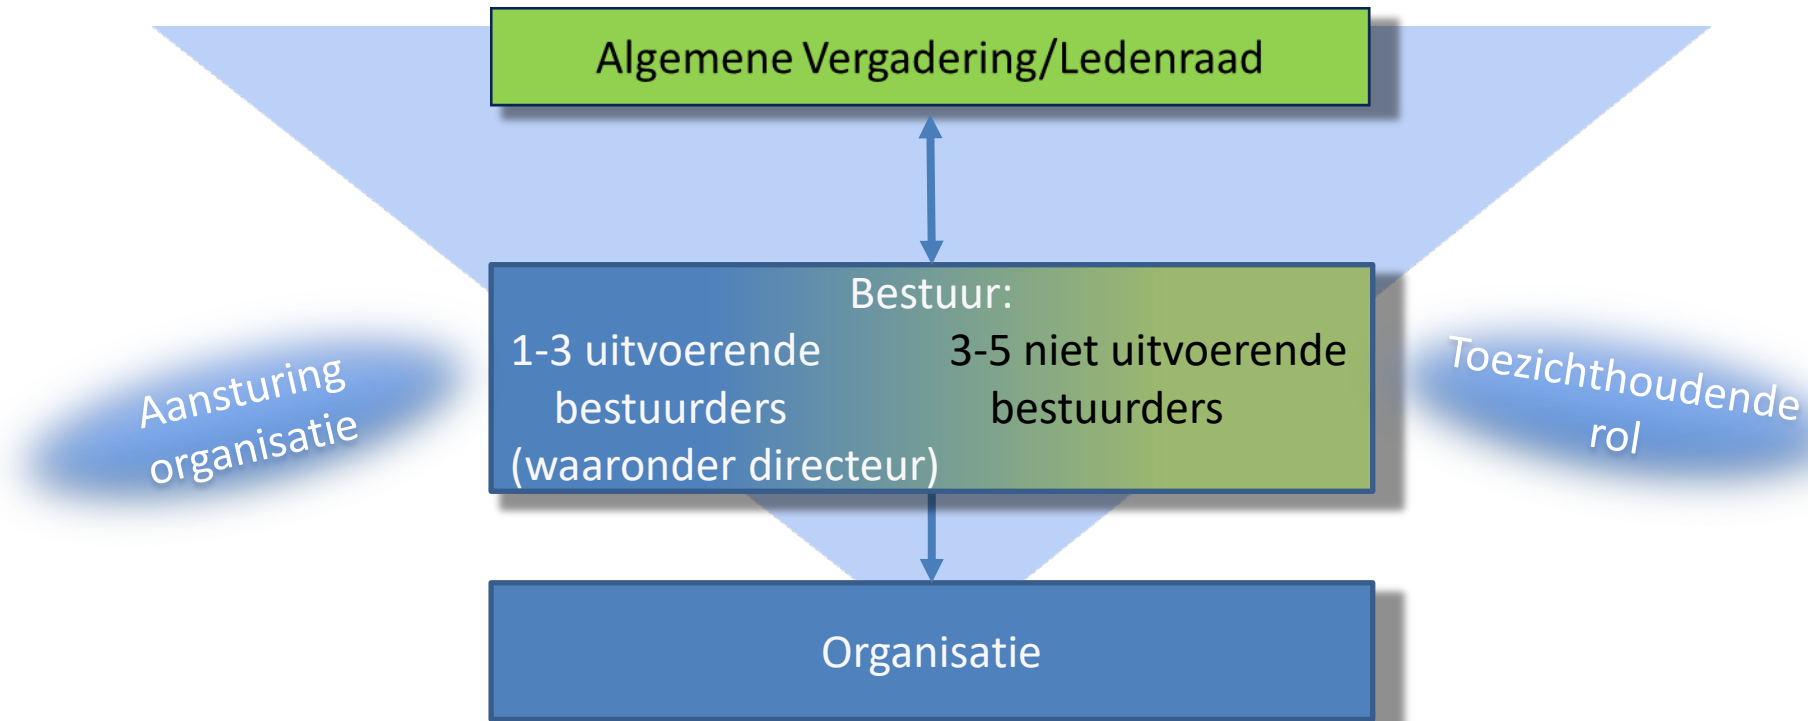 Algemene Vergadering/Ledenraad
Bestuur:
1-3 uitvoerende
bestuurders
(waaronder directeur)
3-5 niet uitvoerende
bestuurders
Aansturing
organisatie
Toezichthoudende
rol
Organisatie